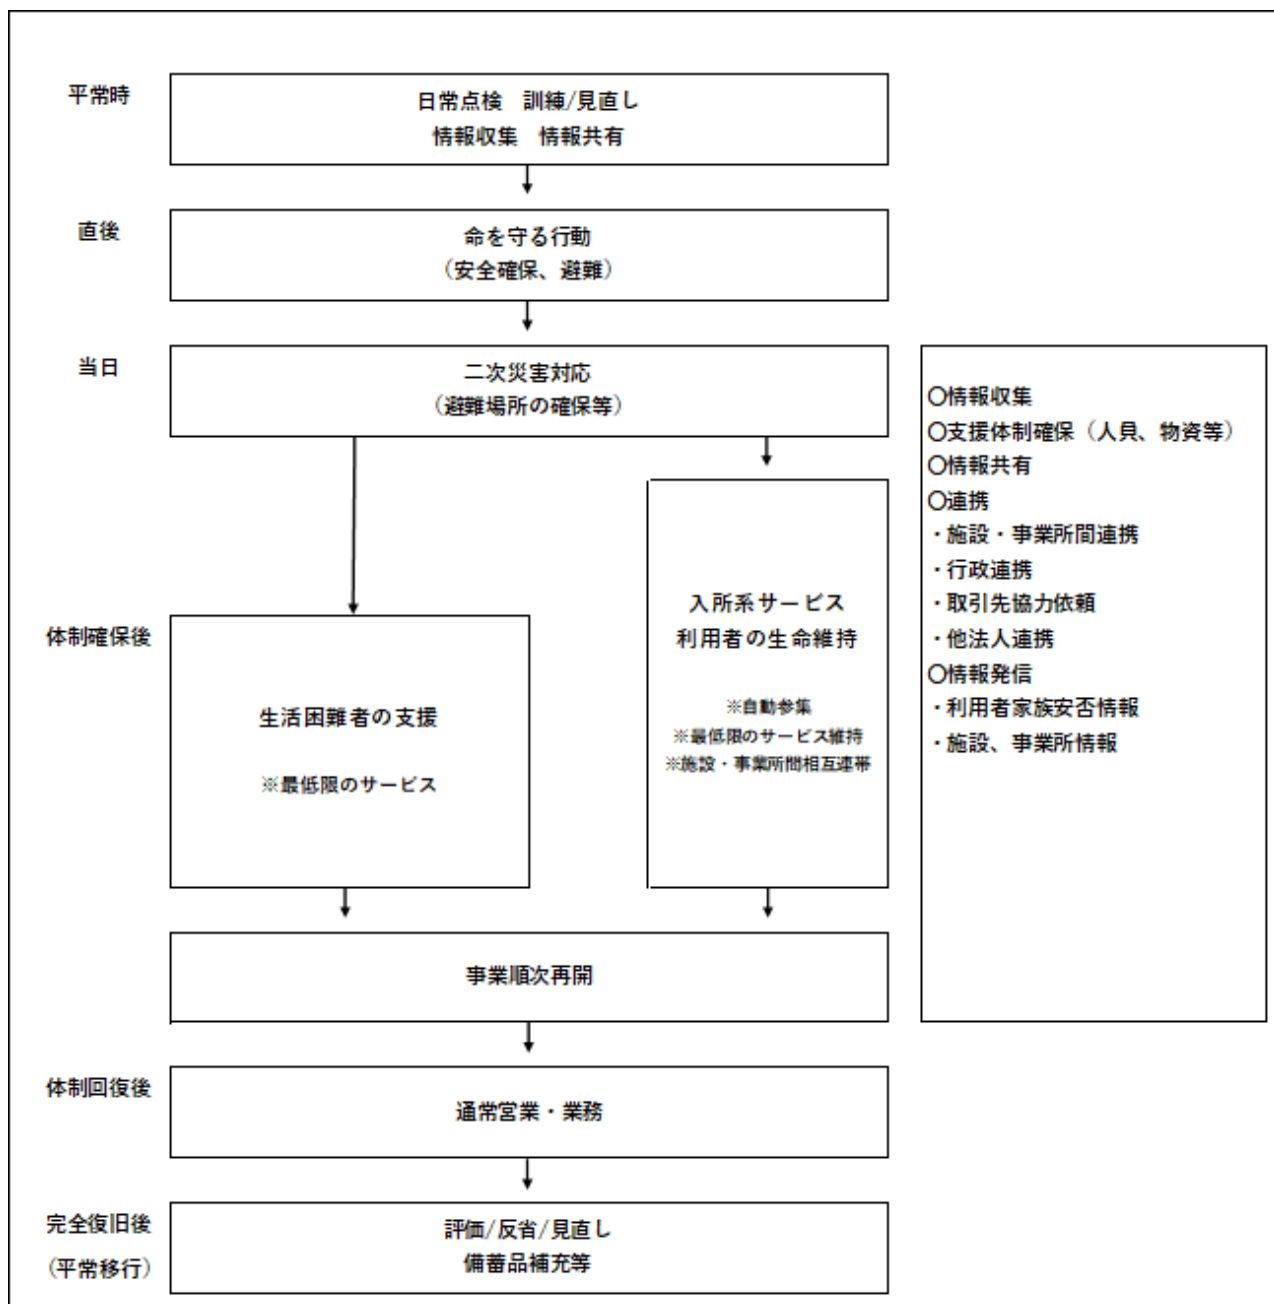 平常時
日常点検　訓練/見直し
情報収集　情報共有
直後
命を守る行動
（安全確保、避難）
当日
二次災害対応
（避難場所の確保等）
〇情報収集
〇支援体制確保（人員、物資等）
〇情報共有
〇連携
・施設・事業所間連携
・行政連携
・取引先協力依頼
・他法人連携
〇情報発信
・利用者家族安否情報
・施設、事業所情報
体制確保後
生活困難者の支援
※最低限のサービス
入所系サービス
利用者の生命維持
※自動参集
※最低限のサービス維持
※施設・事業所間相互連帯
事業順次再開
体制回復後
通常営業・業務
完全復旧後
（平常移行）
評価/反省/見直し
備蓄品補充等